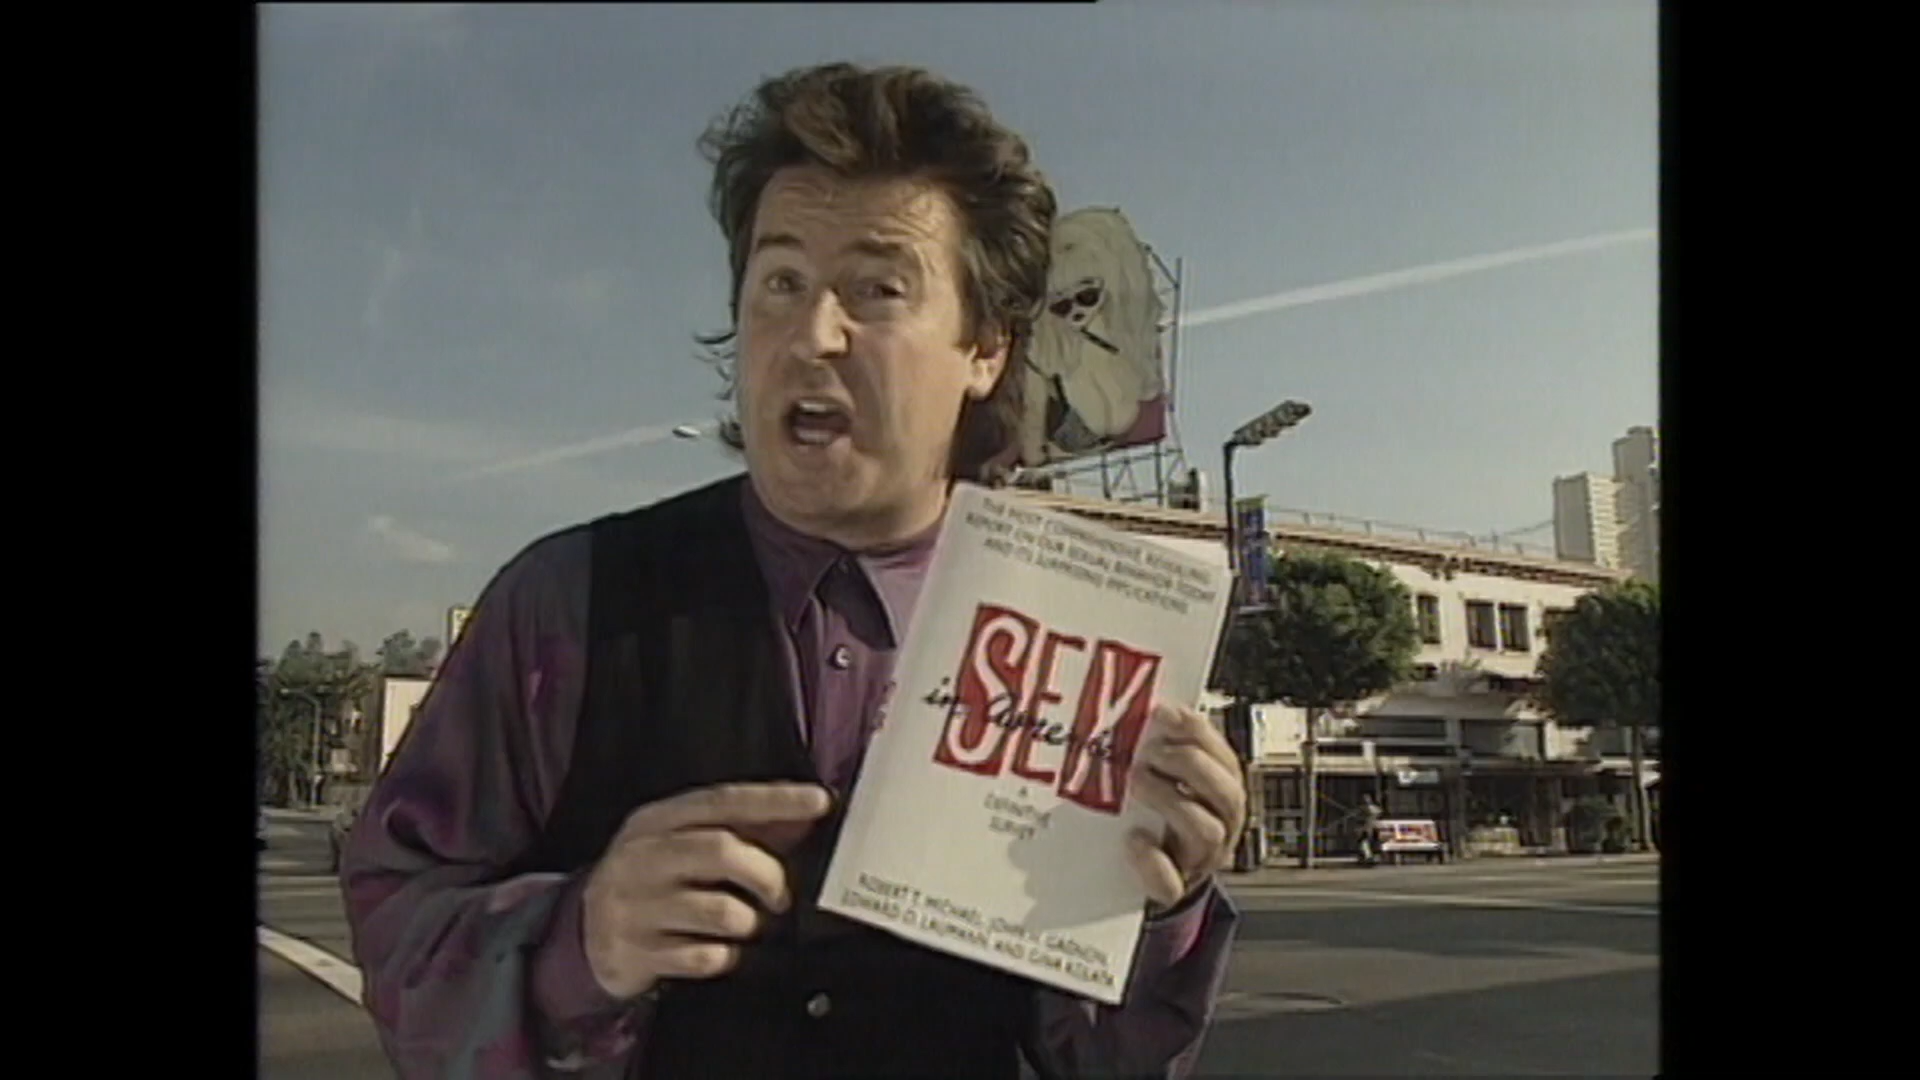 THE MOST COMPREHENSIVE, REVEALING
REPORT ON OUR SEXUAL BEHAVIOR TODAY
AND ITS SURPRISING IMPLICATIONS
SEX
in America
A
DEFINITIVE
SURVEY
ROBERT T. MICHAEL, JOHN H. GAGNON,
EDWARD O. LAUMANN, AND GINA KOLATA